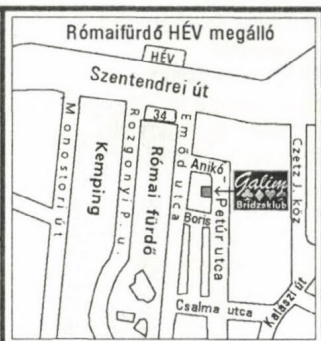 Rómaifürdő HÉV megálló
HÉV
Szentendrei út
34
Monostori út
Kemping
Rozgonyi P. u.
Római fürdő
Emőd utca
Anikó
Boris
Petúr utca
Galim
Bridzsklub
Czetz J. köz
Csalma utca
Kalászi út